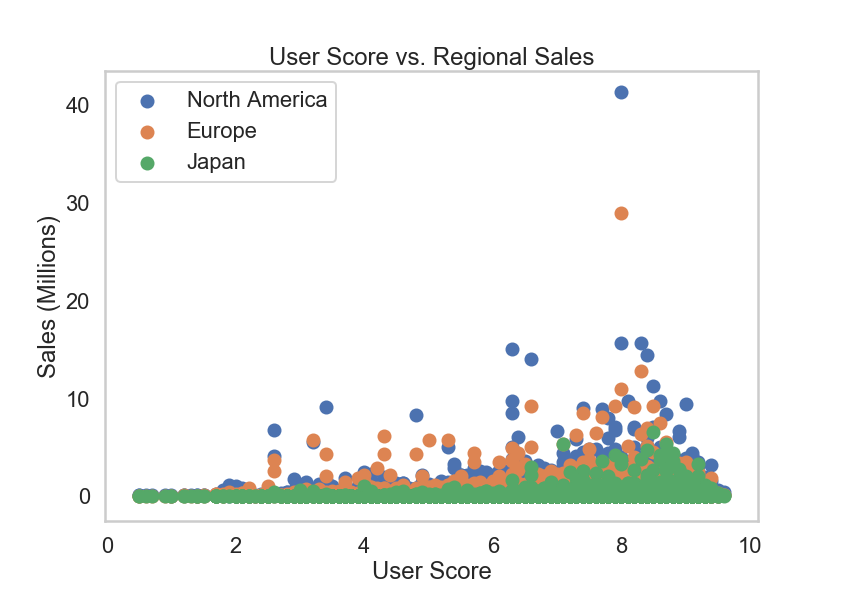 User Score vs. Regional Sales
North America
Europe
Japan
Sales (Millions)
40
30
20
10
0
0 2 4 6 8 10
User Score